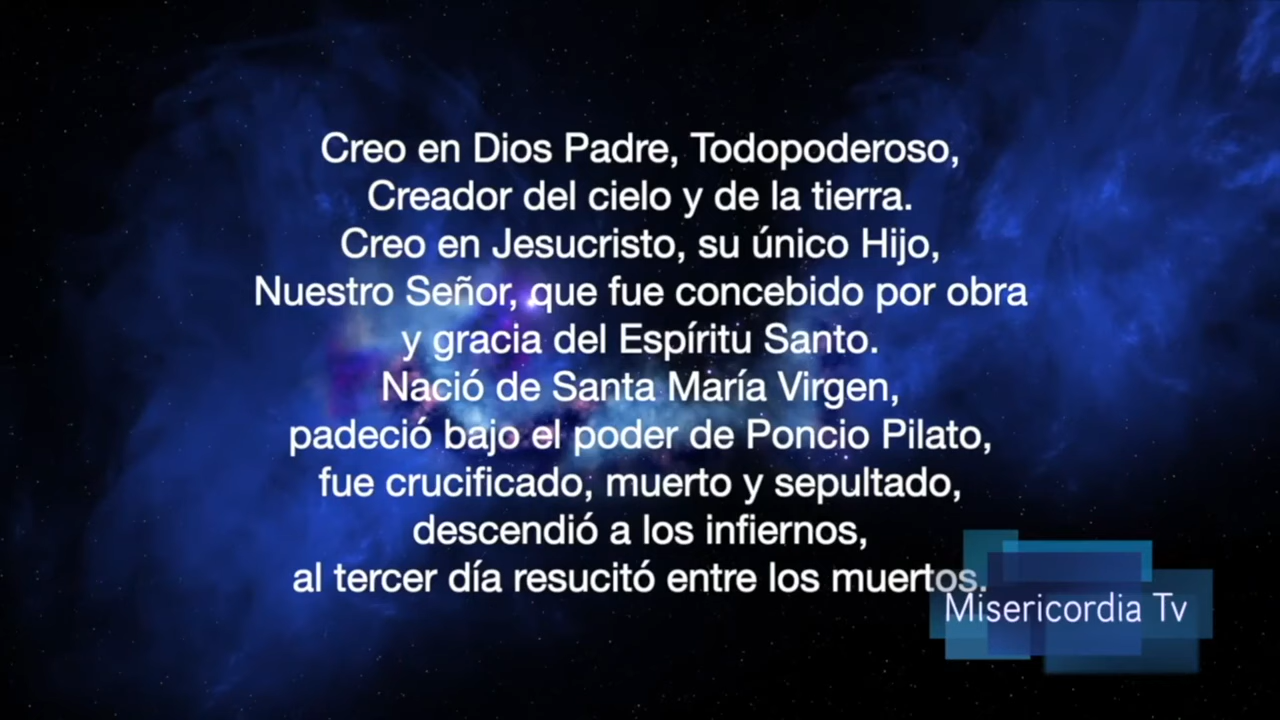 Creo en Dios Padre, Todopoderoso,
Creador del cielo y de la tierra.
Creo en Jesucristo, su único Hijo,
Nuestro Señor, que fue concebido por obra
y gracia del Espíritu Santo.
Nació de Santa María Virgen,
padeció bajo el poder de Poncio Pilato,
fue crucificado, muerto y sepultado,
descendió a los infiernos,
al tercer día resucitó entre los muertos.
Misericordia Tv